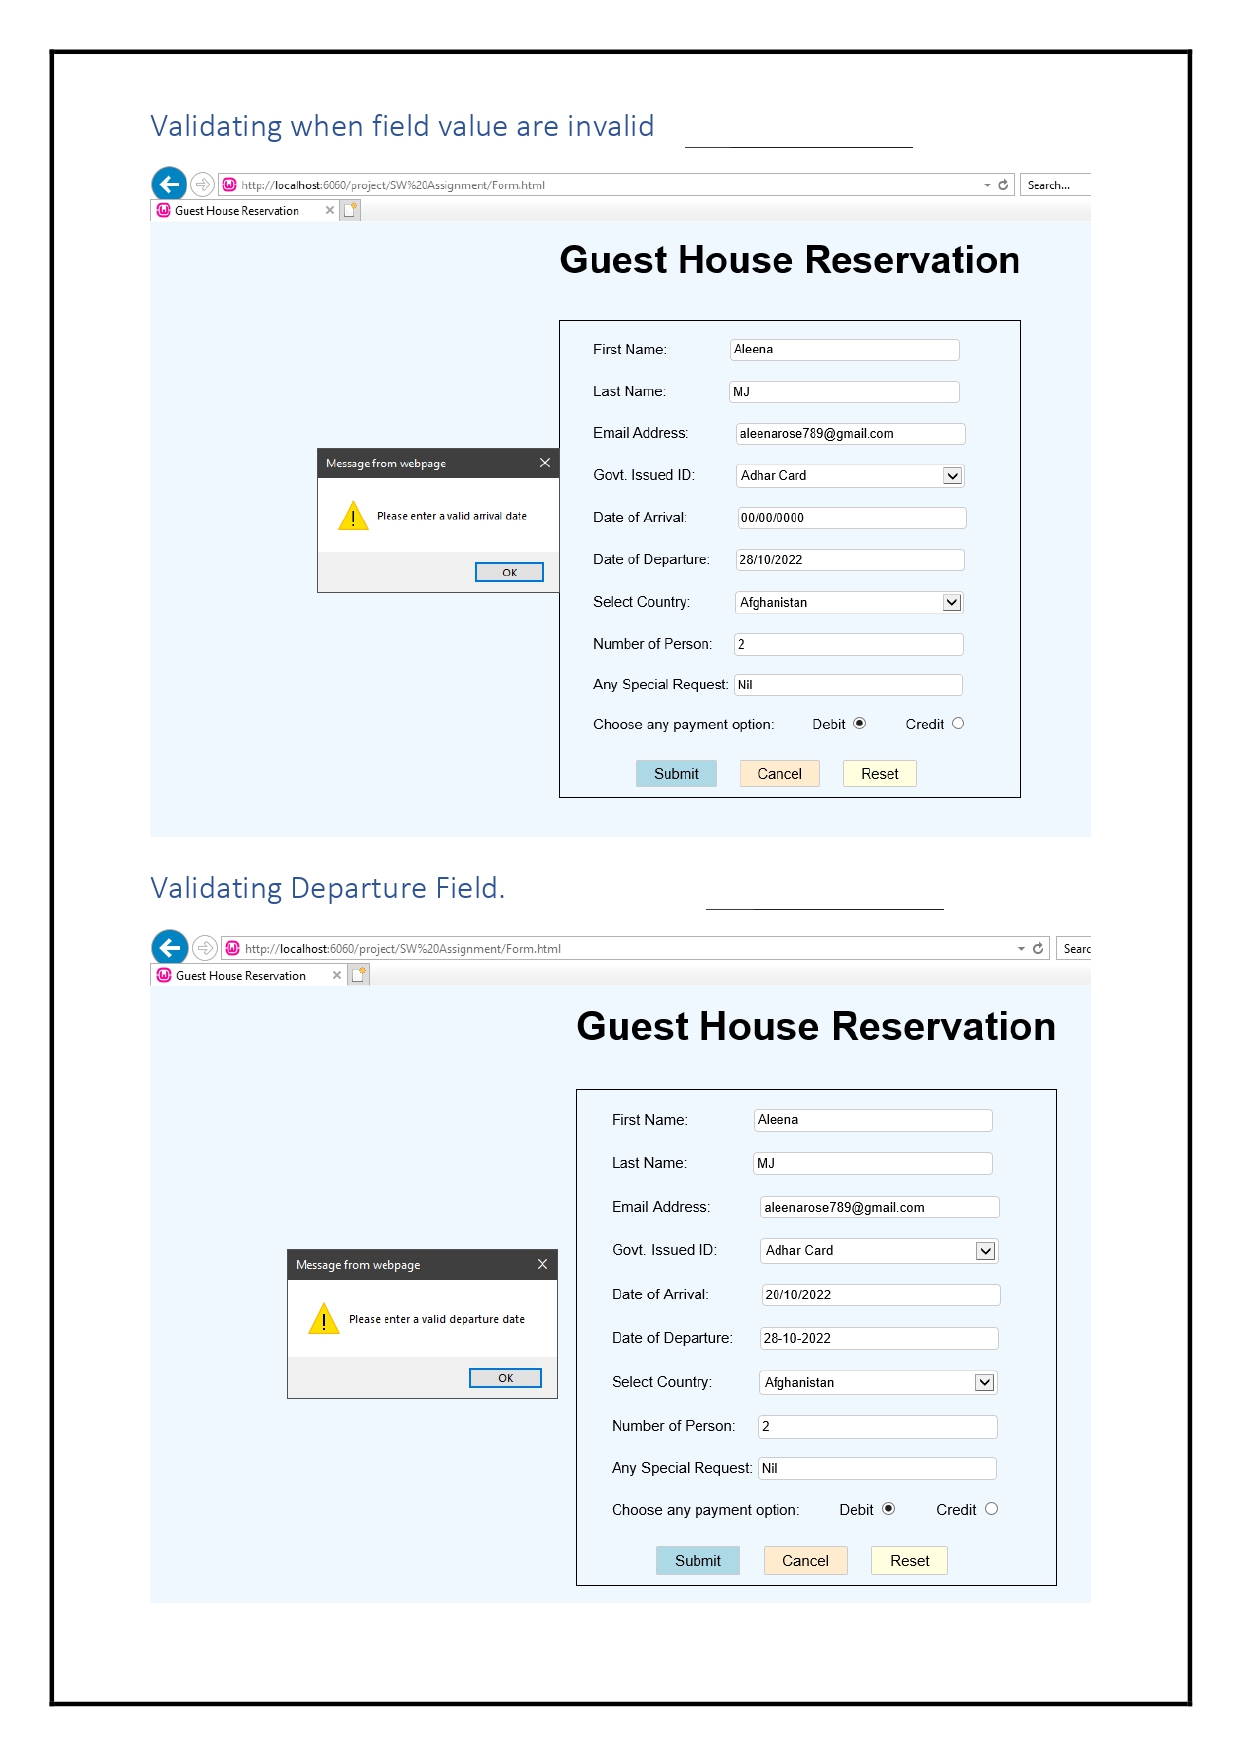 Validating when field value are invalid
http://localhost:6060/project/SW%20Assignment/Form.html Search...
Guest House Reservation
Guest House Reservation
First Name: Aleena
Last Name: MJ
Email Address: aleenarose789@gmail.com
Message from webpage
Govt. Issued ID: Adhar Card
Please enter a valid arrival date
Date of Arrival: 00/00/0000
Date of Departure: 28/10/2022
OK
Select Country: Afghanistan
Number of Person: 2
Any Special Request: Nil
Choose any payment option: Debit Credit
Submit Cancel Reset
Validating Departure Field.
http://localhost:6060/project/SW%20Assignment/Form.html Searc
Guest House Reservation
Guest House Reservation
First Name: Aleena
Last Name: MJ
Email Address: aleenarose789@gmail.com
Govt. Issued ID: Adhar Card
Message from webpage
Date of Arrival: 20/10/2022
Please enter a valid departure date
Date of Departure: 28-10-2022
OK
Select Country: Afghanistan
Number of Person: 2
Any Special Request: Nil
Choose any payment option: Debit Credit
Submit Cancel Reset